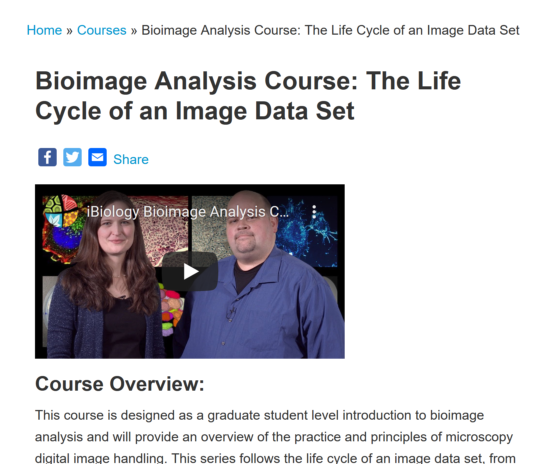 Home » Courses » Bioimage Analysis Course: The Life Cycle of an Image Data Set
Bioimage Analysis Course: The Life
Cycle of an Image Data Set
Share
iBiology Bioimage Analysis C...
Course Overview:
This course is designed as a graduate student level introduction to bioimage
analysis and will provide an overview of the practice and principles of microscopy
digital image handling. This series follows the life cycle of an image data set, from